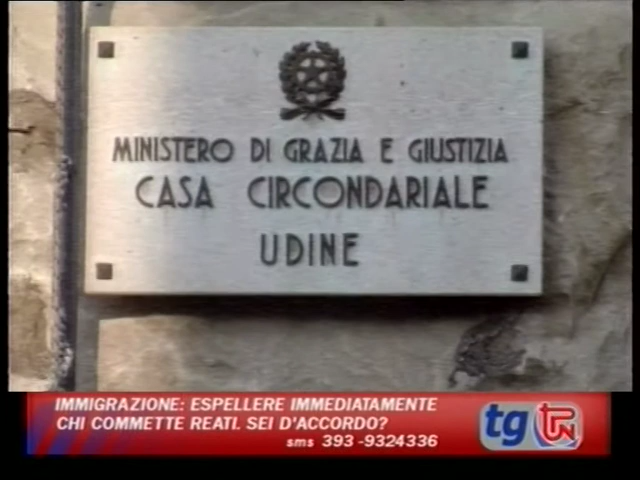 MINISTERO DI GRAZIA E GIUSTIZIA
CASA CIRCONDARIALE
UDINE
IMMIGRAZIONE: ESPELLERE IMMEDIATAMENTE
CHI COMMETTE REATI. SEI D'ACCORDO?
sms 393-9324336
tg TPN